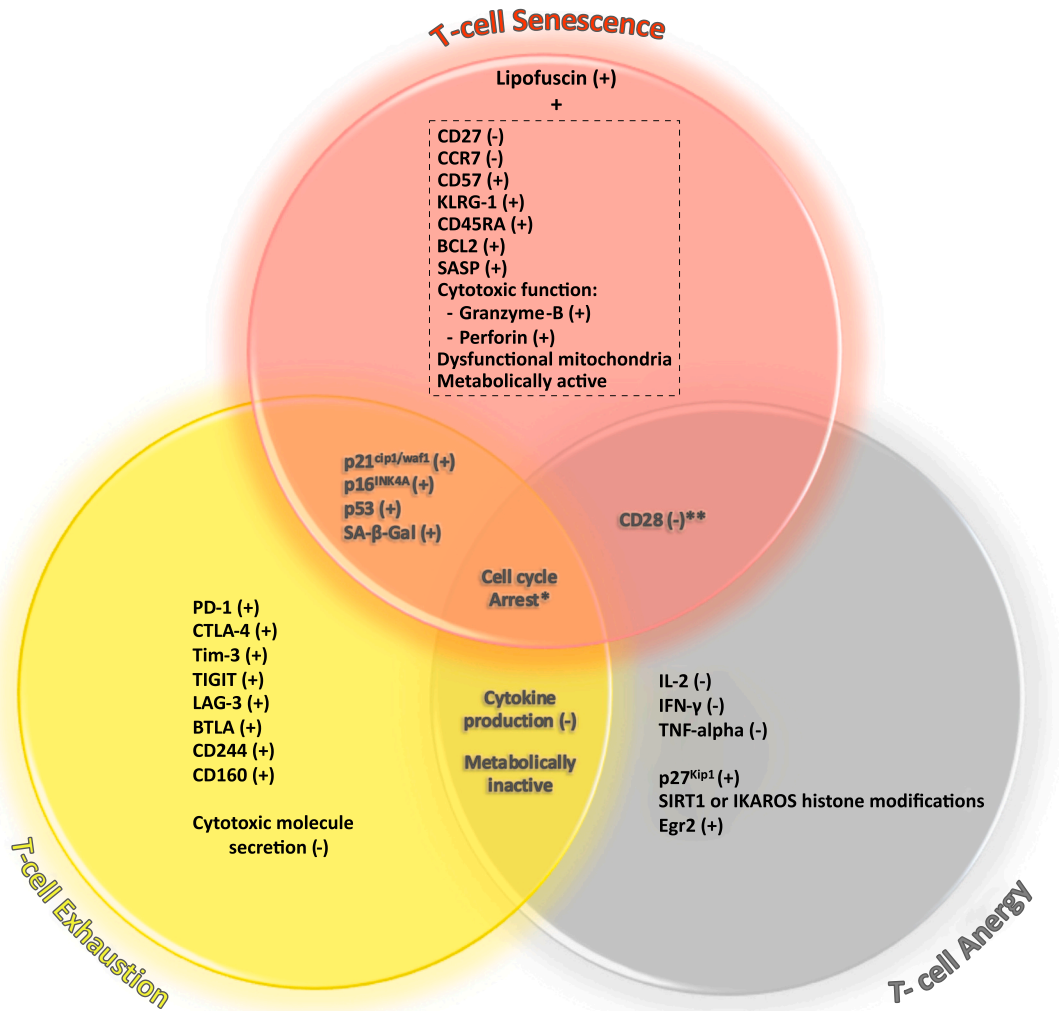 T-cell Senescence
Lipofuscin (+)
+
CD27 (-)
CCR7 (-)
CD57 (+)
KLRG-1 (+)
CD45RA (+)
BCL2 (+)
SASP (+)
Cytotoxic function:
- Granzyme-B (+)
- Perforin (+)
Dysfunctional mitochondria
Metabolically active
p21cip1/waf1 (+)
p16INK4A (+)
p53 (+)
SA-β-Gal (+)
CD28 (-)**
Cell cycle
Arrest*
PD-1 (+)
CTLA-4 (+)
Tim-3 (+)
TIGIT (+)
LAG-3 (+)
BTLA (+)
CD244 (+)
CD160 (+)
Cytotoxic molecule
secretion (-)
Cytokine
production (-)
Metabolically
inactive
IL-2 (-)
IFN-γ (-)
TNF-alpha (-)
p27Kip1 (+)
SIRT1 or IKAROS histone modifications
Egr2 (+)
T-cell Exhaustion
T- cell Anergy